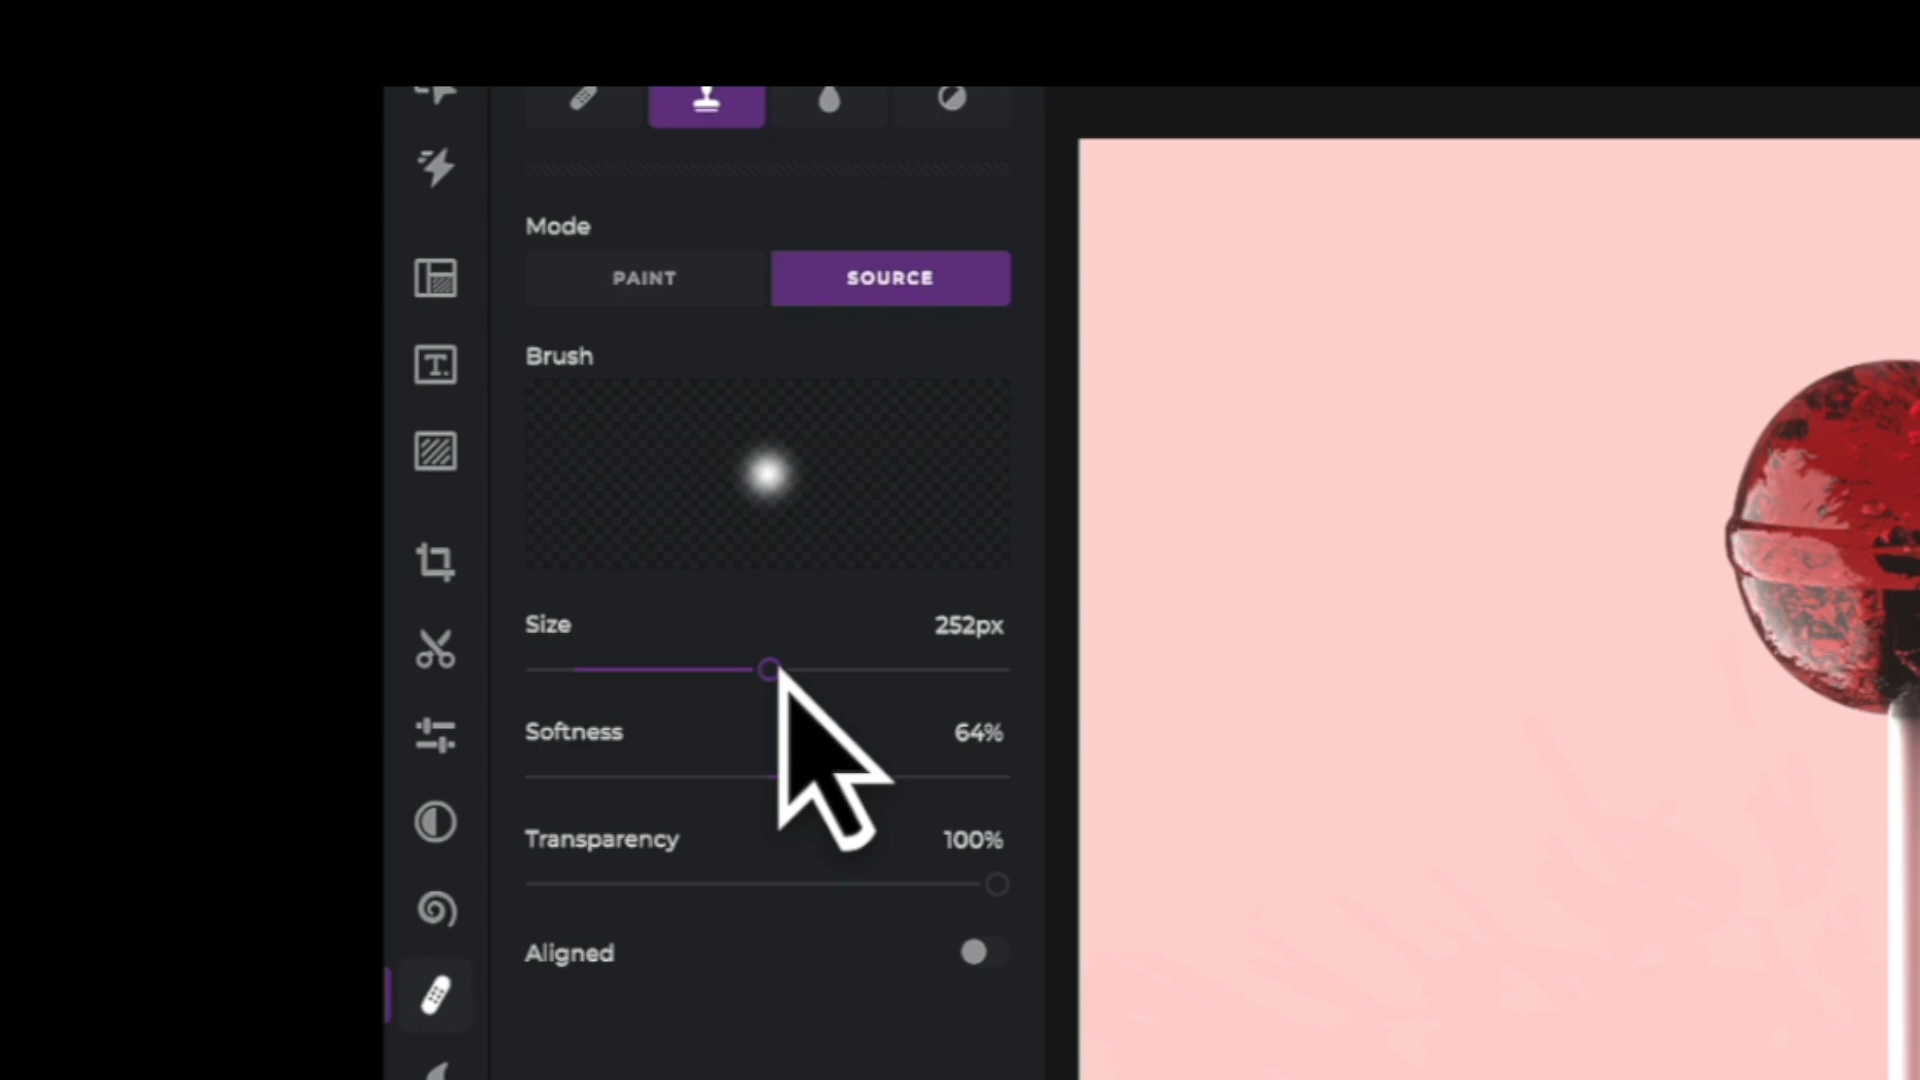 Mode
PAINT SOURCE
Brush
Size 252px
Softness 64%
Transparency 100%
Aligned